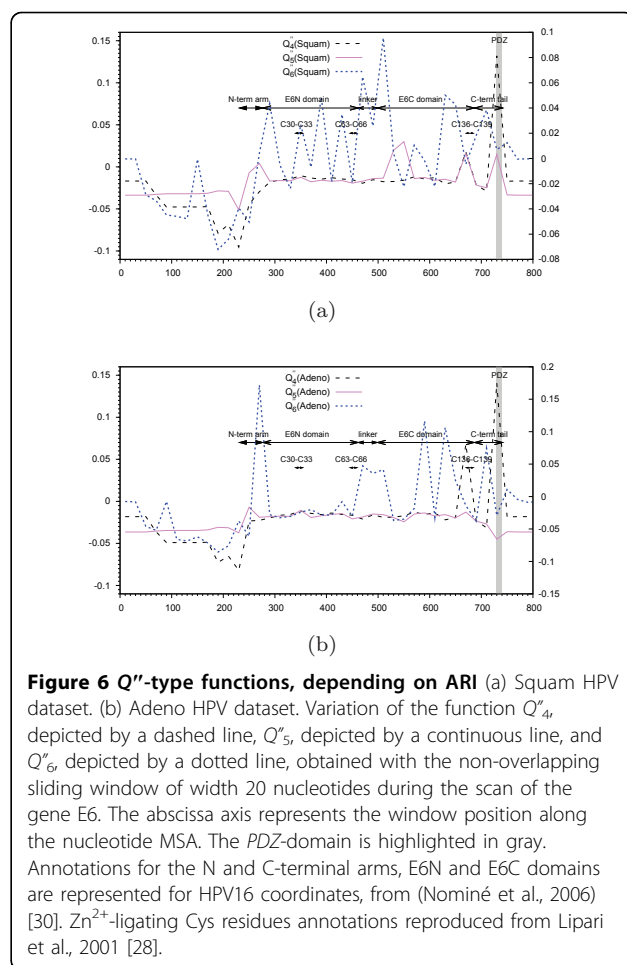 0.15
0.1
0.05
0
-0.05
-0.1
0.1
0.08
0.06
0.04
0.02
0
-0.02
-0.04
-0.06
-0.08
Q″4(Squam)
Q″5(Squam)
Q″6(Squam)
PDZ
N-term arm E6N domain linker E6C domain C-term tail
C30-C33 C63-C66 C136-C139
0 100 200 300 400 500 600 700 800
(a)
0.15
0.1
0.05
0
-0.05
-0.1
0.2
0.15
0.1
0.05
0
-0.05
-0.1
0.15
Q″4(Adeno)
Q″5(Adeno)
Q″6(Adeno)
PDZ
N-term arm E6N domain linker E6C domain C-term tail
C30-C33 C63-C66 C136-C139
0 100 200 300 400 500 600 700 800
(b)
Figure 6 Q″-type functions, depending on ARI (a) Squam HPV
dataset. (b) Adeno HPV dataset. Variation of the function Q″4,
depicted by a dashed line, Q″5, depicted by a continuous line, and
Q″6, depicted by a dotted line, obtained with the non-overlapping
sliding window of width 20 nucleotides during the scan of the
gene E6. The abscissa axis represents the window position along
the nucleotide MSA. The PDZ-domain is highlighted in gray.
Annotations for the N and C-terminal arms, E6N and E6C domains
are represented for HPV16 coordinates, from (Nominé et al., 2006)
[30]. Zn2+-ligating Cys residues annotations reproduced from Lipari
et al., 2001 [28].